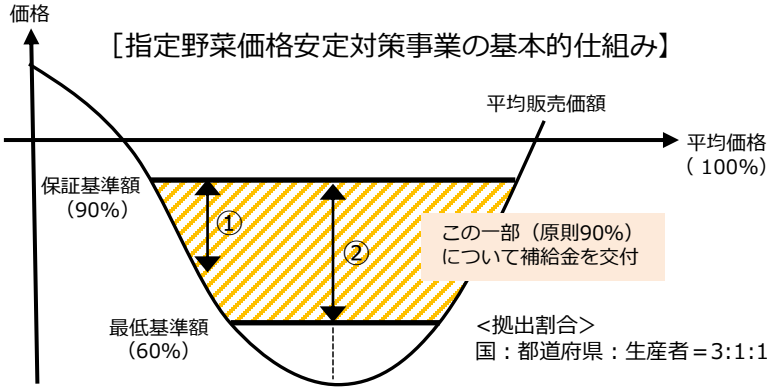 価格
[指定野菜価格安定対策事業の基本的仕組み】
平均販売価額
平均価格
（ 100%）
保証基準額
（90%）
①
②
この一部（原則90%）
について補給金を交付
最低基準額
（60%）
<拠出割合>
国：都道府県：生産者＝3:1:1